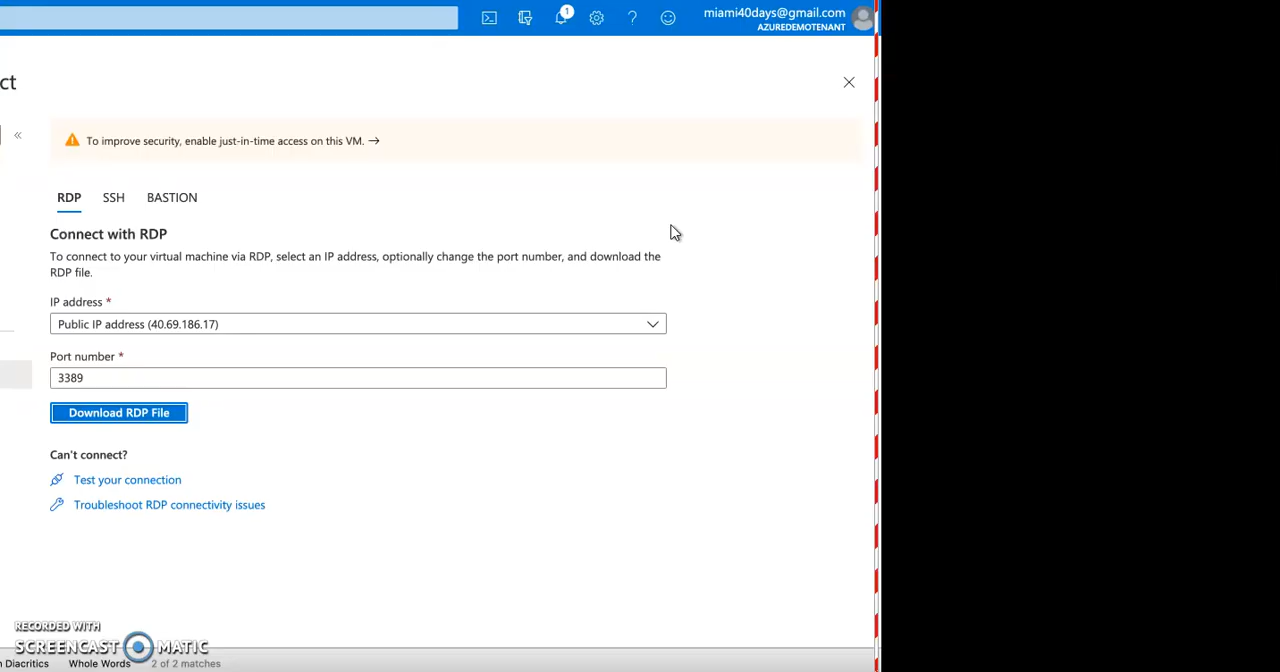 miami40days@gmail.com
AZUREDEMOTENANT
1
ct
«
To improve security, enable just-in-time access on this VM. →
RDP SSH BASTION
Connect with RDP
To connect to your virtual machine via RDP, select an IP address, optionally change the port number, and download the
RDP file.
IP address *
Public IP address (40.69.186.17)
Port number *
3389
Download RDP File
Can't connect?
Test your connection
Troubleshoot RDP connectivity issues
RECORDED WITH
SCREENCAST MATIC
n Diacritics Whole Words 2 of 2 matches